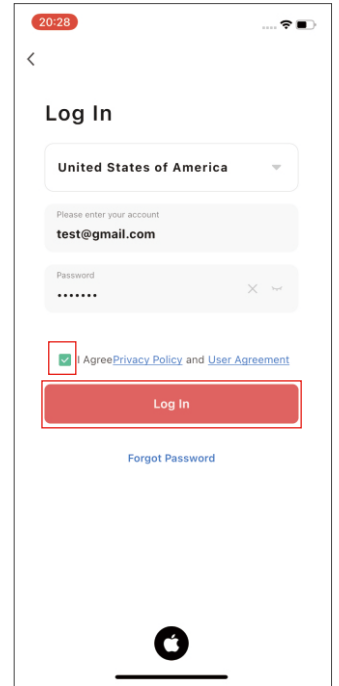 20:28
Log In
United States of America
Please enter your account
test@gmail.com
Password
•••••••
I AgreePrivacy Policy and User Agreement
Log In
Forgot Password